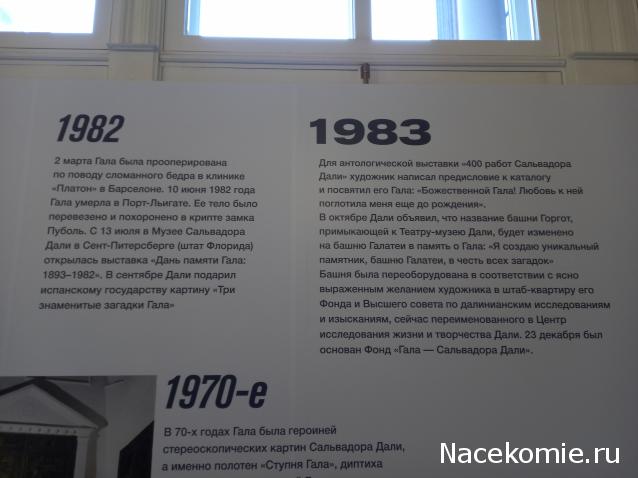 1982
2 марта Гала была прооперирована
по поводу сломанного бедра в клинике
«Платон» в Барселоне. 10 июня 1982 года
Гала умерла в Порт-Льигате. Ее тело было
перевезено и похоронено в крипте замка
Пуболь. С 13 июля в Музее Сальвадора
Дали в Сент-Питерсберге (штат Флорида)
открылась выставка «Дань памяти Гала:
1893–1982». В сентябре Дали подарил
испанскому государству картину «Три
знаменитые загадки Гала»
1983
Для антологической выставки «400 работ Сальвадора
Дали» художник написал предисловие к каталогу
и посвятил его Гала: «Божественной Гала! Любовь к ней
поглотила меня еще до рождения».
В октябре Дали объявил, что название башни Горгот,
примыкающей к Театру-музею Дали, будет изменено
на башню Галатеи в память о Гала: «Я создаю уникальный
памятник, башню Галатеи, в честь всех загадок»
Башня была переоборудована в соответствии с ясно
выраженным желанием художника в штаб-квартиру его
Фонда и Высшего совета по далинианским исследованиям
и изысканиям, сейчас переименованного в Центр
исследования жизни и творчества Дали. 23 декабря был
основан Фонд «Гала — Сальвадора Дали».
1970-е
В 70-х годах Гала была героиней
стереоскопических картин Сальвадора Дали,
а именно полотен «Ступня Гала», диптиха
Nacekomie.ru